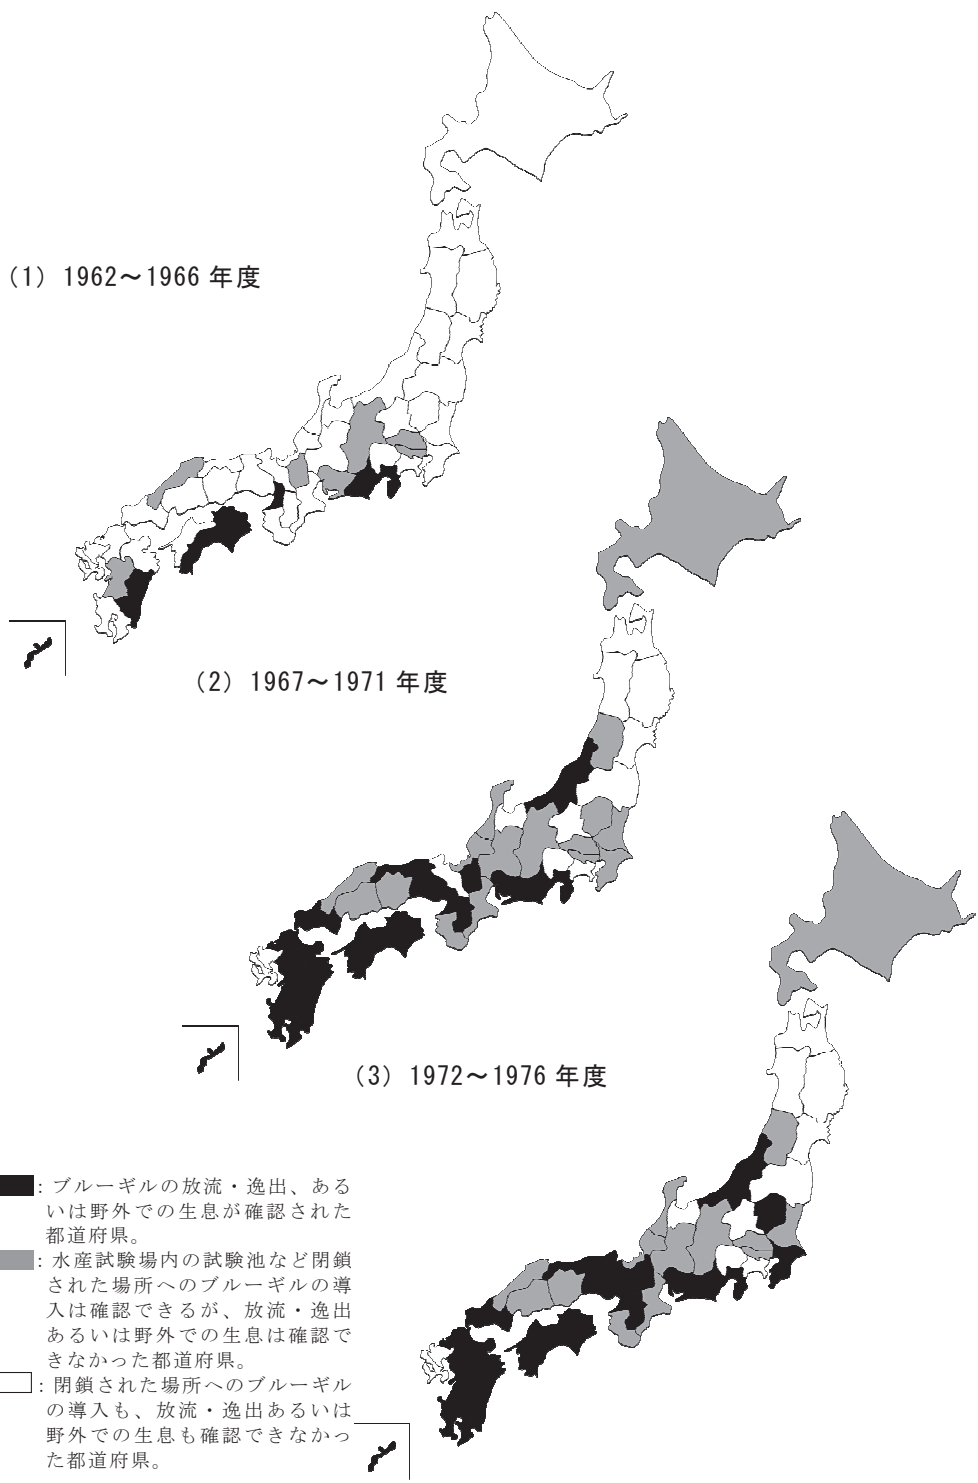 (1) 1962～1966 年度
(2) 1967～1971 年度
(3) 1972～1976 年度
：ブルーギルの放流・逸出、ある
いは野外での生息が確認された
都道府県。
：水産試験場内の試験池など閉鎖
された場所へのブルーギルの導
入は確認できるが、放流・逸出
あるいは野外での生息は確認で
きなかった都道府県。
：閉鎖された場所へのブルーギル
の導入も、放流・逸出あるいは
野外での生息も確認できなかっ
た都道府県。